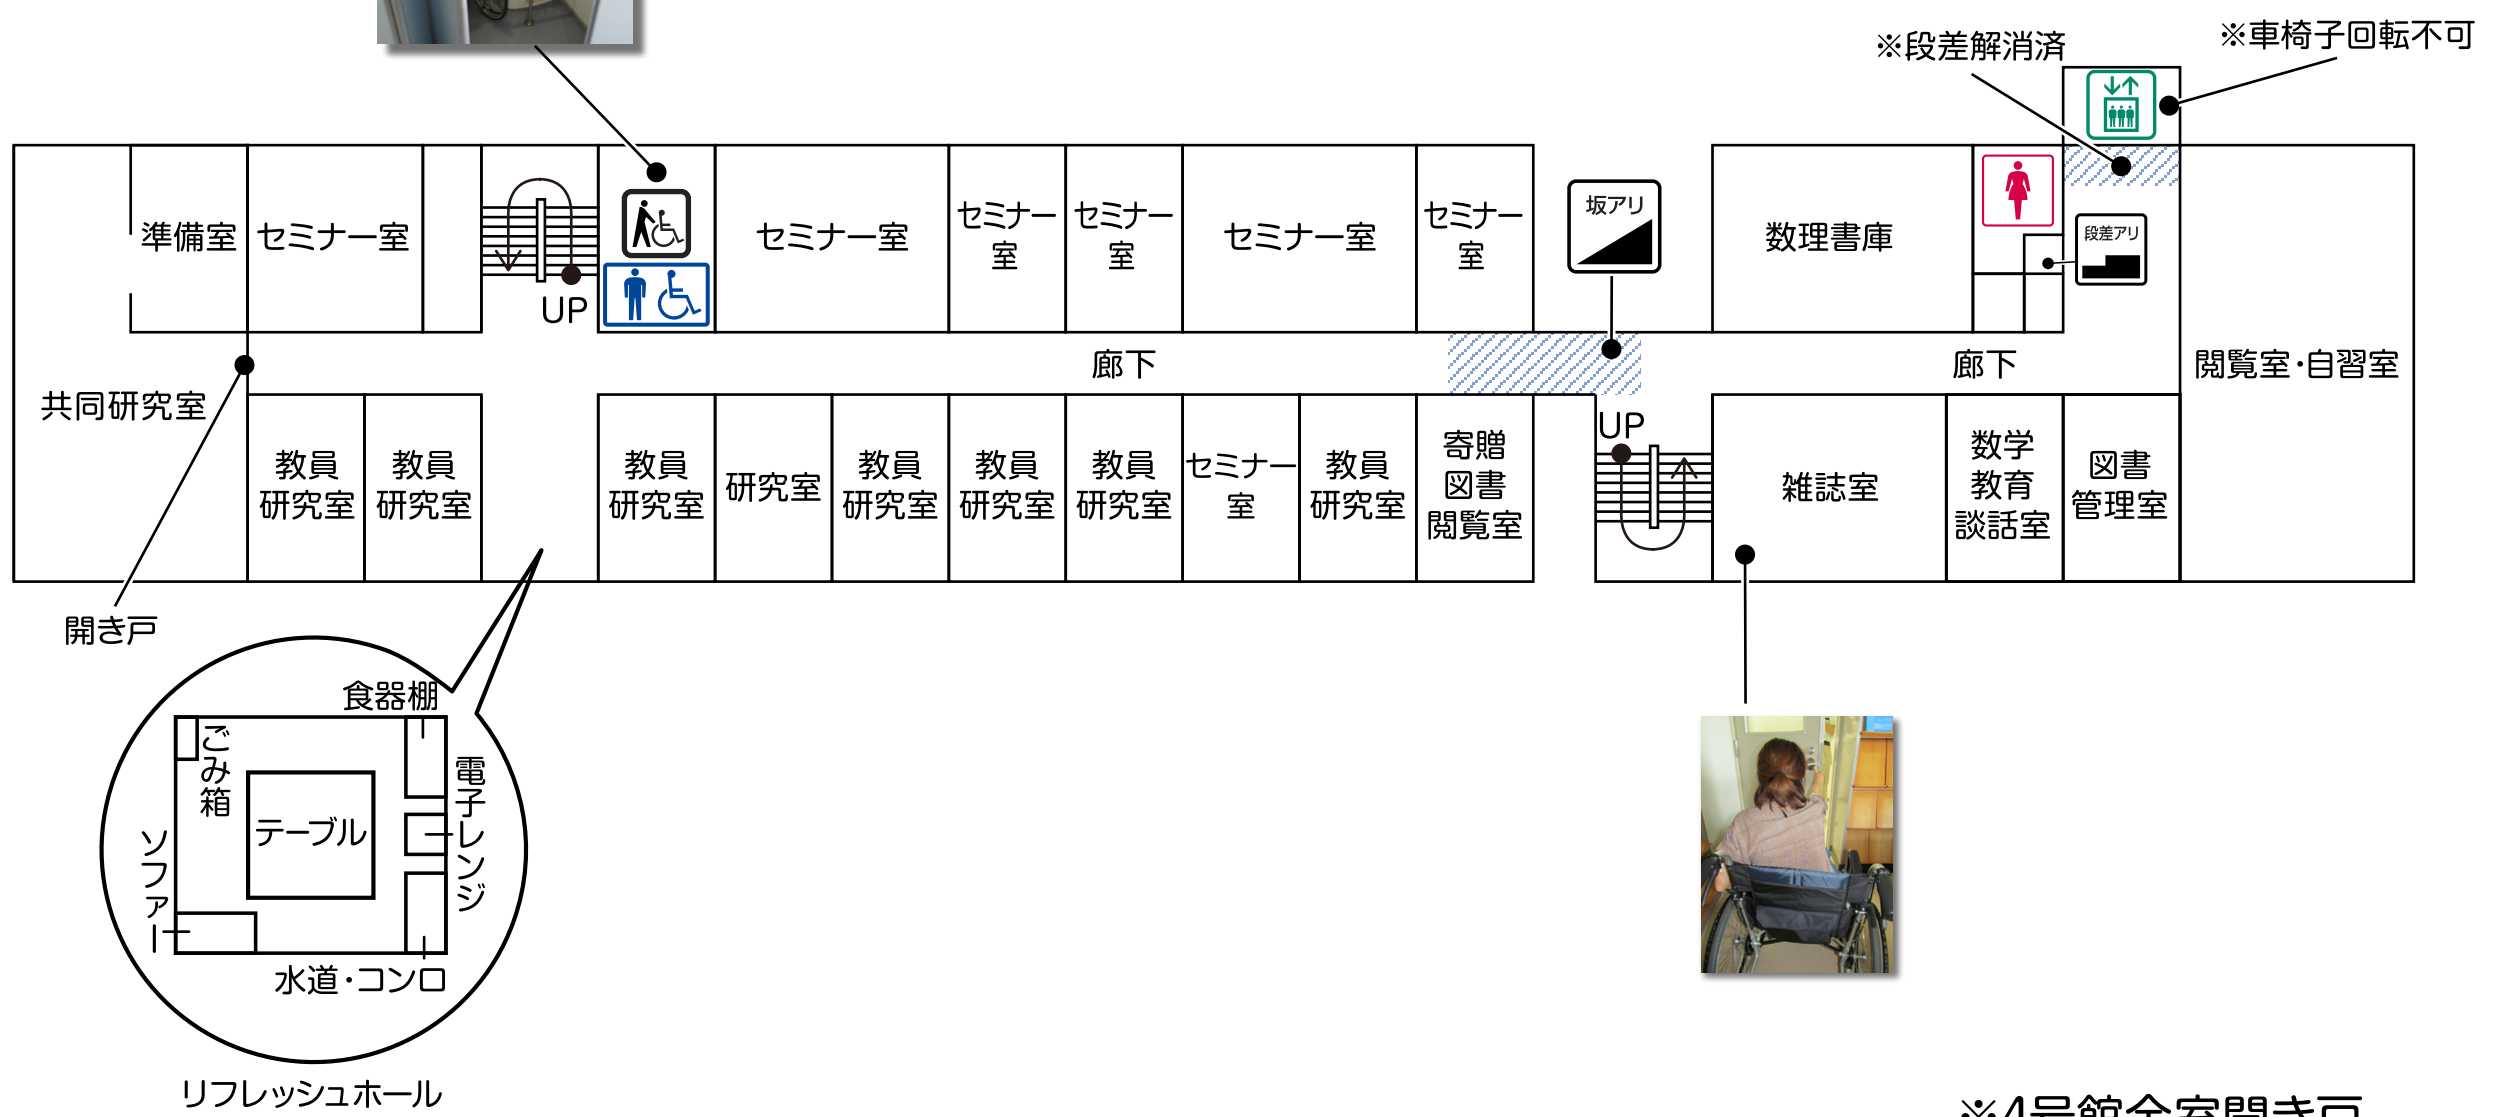 ※段差解消済
※車椅子回転不可
準備室
セミナー室
UP
セミナー室
セミナー
室
セミナー
室
セミナー室
セミナー
室
坂アリ
数理書庫
段差アリ
廊下
廊下
閲覧室・自習室
共同研究室
教員
研究室
教員
研究室
教員
研究室
研究室
教員
研究室
教員
研究室
教員
研究室
セミナー
室
教員
研究室
寄贈
図書
閲覧室
UP
雑誌室
数学
教育
談話室
図書
管理室
開き戸
食器棚
ごみ箱
電子レンジ
テーブル
ソファー
水道・コンロ
リフレッシュホール
※4号館全室開き戸